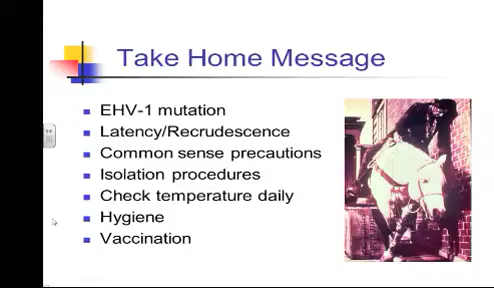 Take Home Message
EHV-1 mutation
Latency/Recrudescence
Common sense precautions
Isolation procedures
Check temperature daily
Hygiene
Vaccination